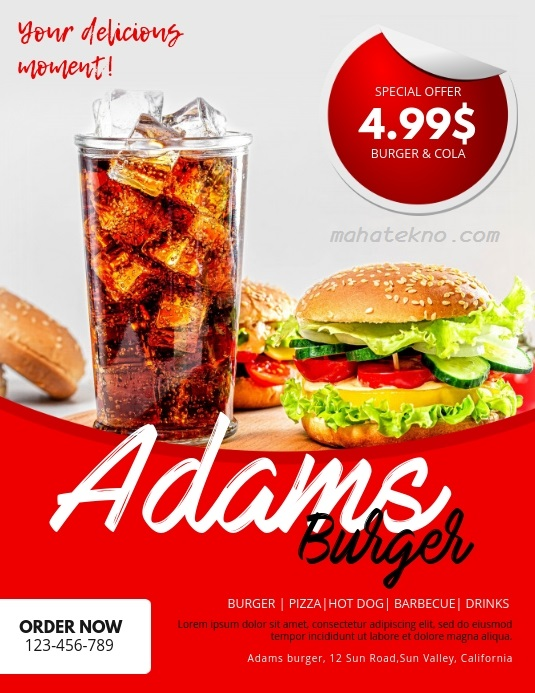 Your delicious
moment!
SPECIAL OFFER
4.99$
BURGER & COLA
mahatekno.com
Adams
Burger
BURGER | PIZZA|HOT DOG| BARBECUE| DRINKS
Lorem ipsum dolor sit amet, consectetur adipiscing elit, sed do eiusmod
tempor incididunt ut labore et dolore magna aliqua.
ORDER NOW
123-456-789
Adams burger, 12 Sun Road,Sun Valley, California